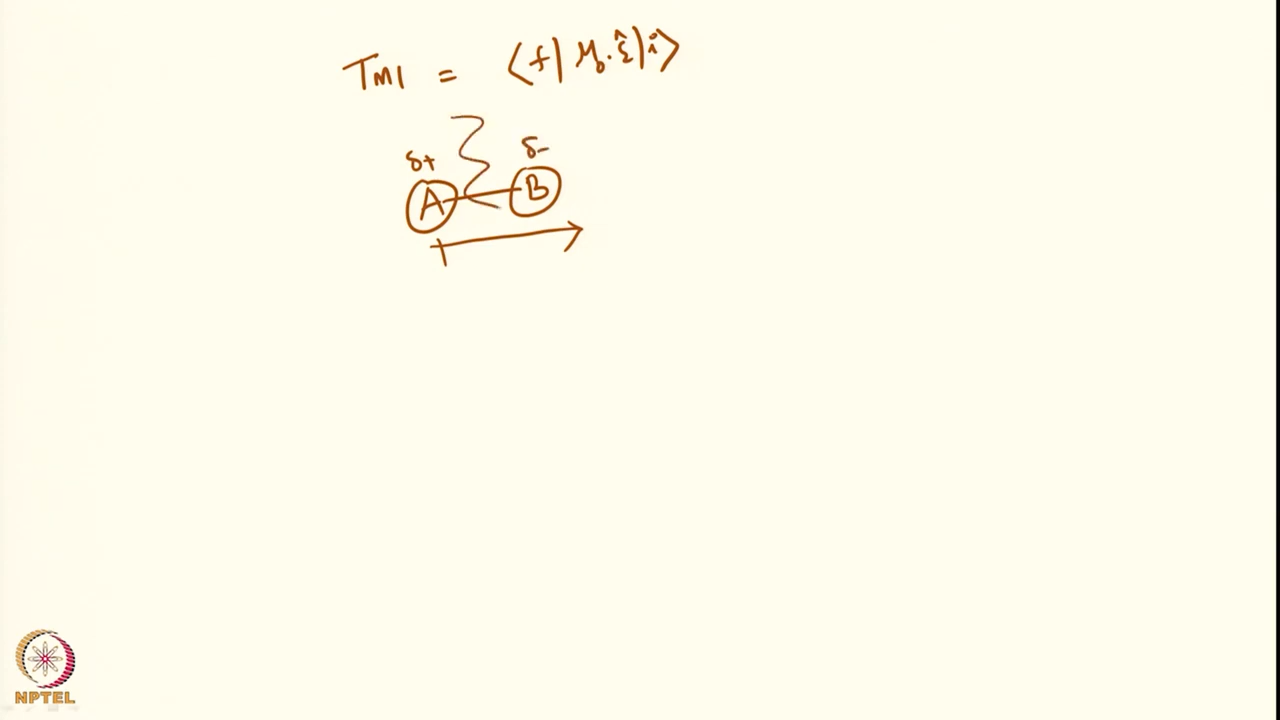 TMI = ⟨f| μ₀.ε̂ |i⟩
δ+ δ-
A B
NPTEL